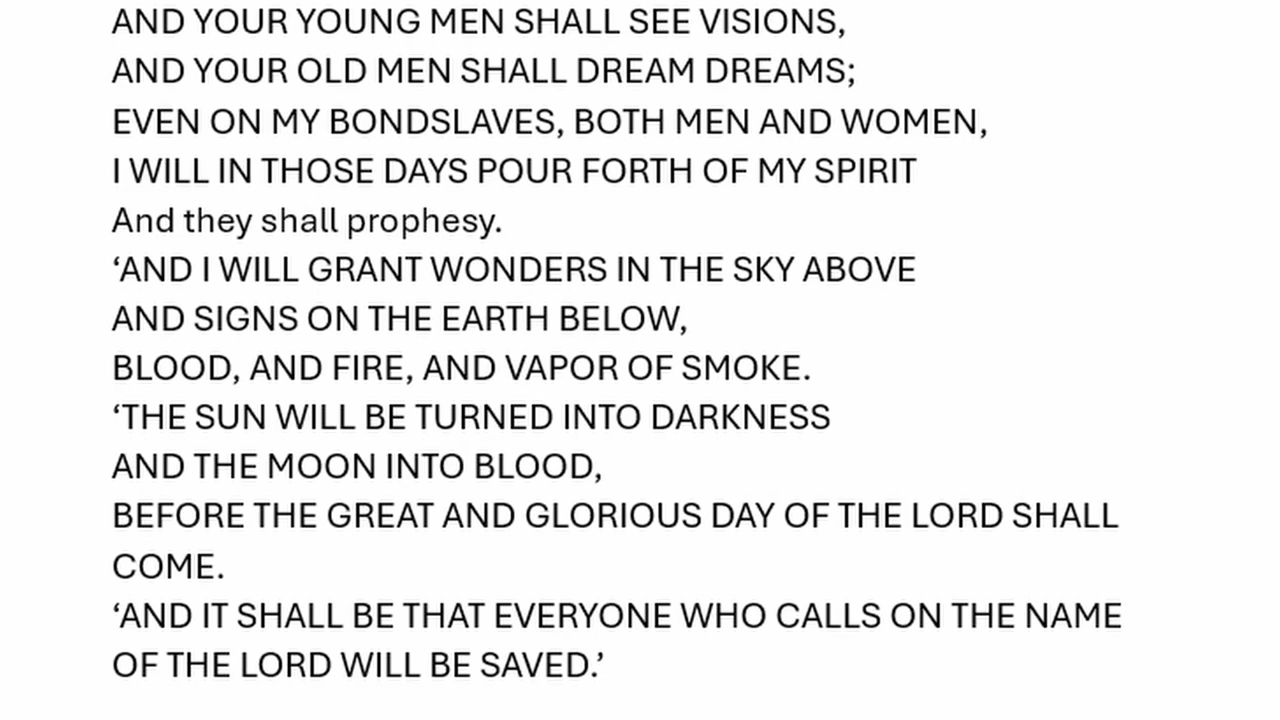 AND YOUR YOUNG MEN SHALL SEE VISIONS,
AND YOUR OLD MEN SHALL DREAM DREAMS;
EVEN ON MY BONDSLAVES, BOTH MEN AND WOMEN,
I WILL IN THOSE DAYS POUR FORTH OF MY SPIRIT
And they shall prophesy.
‘AND I WILL GRANT WONDERS IN THE SKY ABOVE
AND SIGNS ON THE EARTH BELOW,
BLOOD, AND FIRE, AND VAPOR OF SMOKE.
‘THE SUN WILL BE TURNED INTO DARKNESS
AND THE MOON INTO BLOOD,
BEFORE THE GREAT AND GLORIOUS DAY OF THE LORD SHALL
COME.
‘AND IT SHALL BE THAT EVERYONE WHO CALLS ON THE NAME
OF THE LORD WILL BE SAVED.’